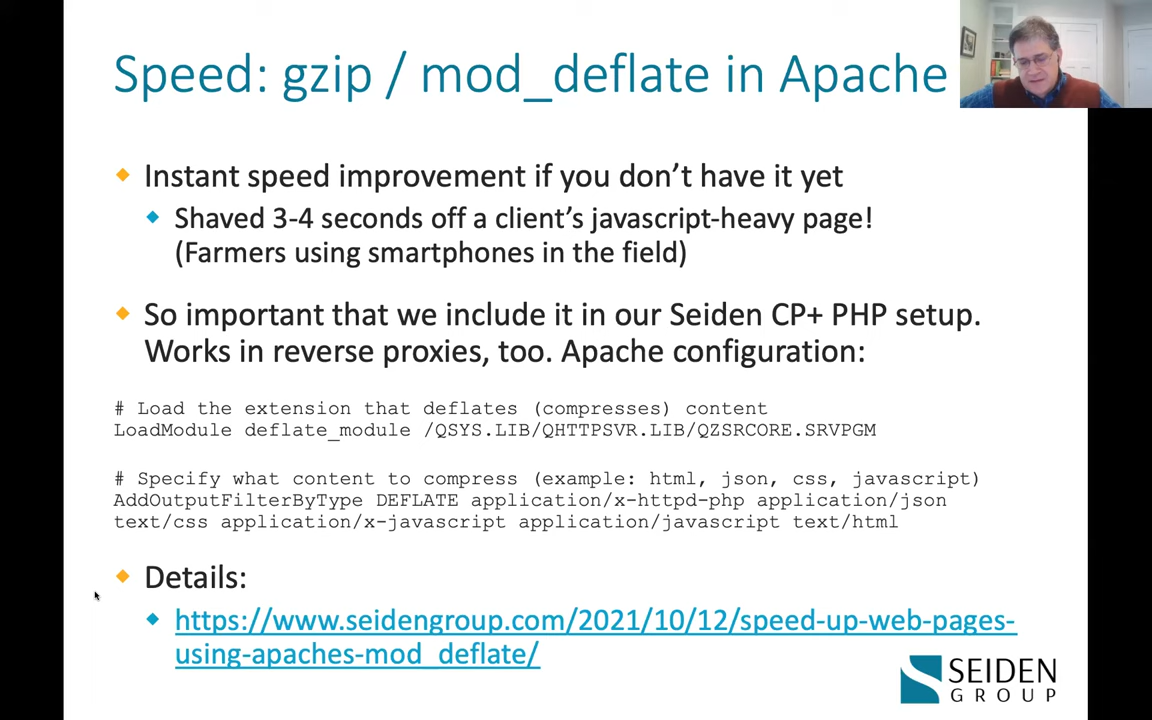 Speed: gzip / mod_deflate in Apache
Instant speed improvement if you don't have it yet
Shaved 3-4 seconds off a client's javascript-heavy page!
(Farmers using smartphones in the field)
So important that we include it in our Seiden CP+ PHP setup.
Works in reverse proxies, too. Apache configuration:
# Load the extension that deflates (compresses) content
LoadModule deflate_module /QSYS.LIB/QHTTPSVR.LIB/QZSRCORE.SRVPGM
# Specify what content to compress (example: html, json, css, javascript)
AddOutputFilterByType DEFLATE application/x-httpd-php application/json
text/css application/x-javascript application/javascript text/html
Details:
https://www.seidengroup.com/2021/10/12/speed-up-web-pages-
using-apaches-mod_deflate/
SEIDEN
GROUP